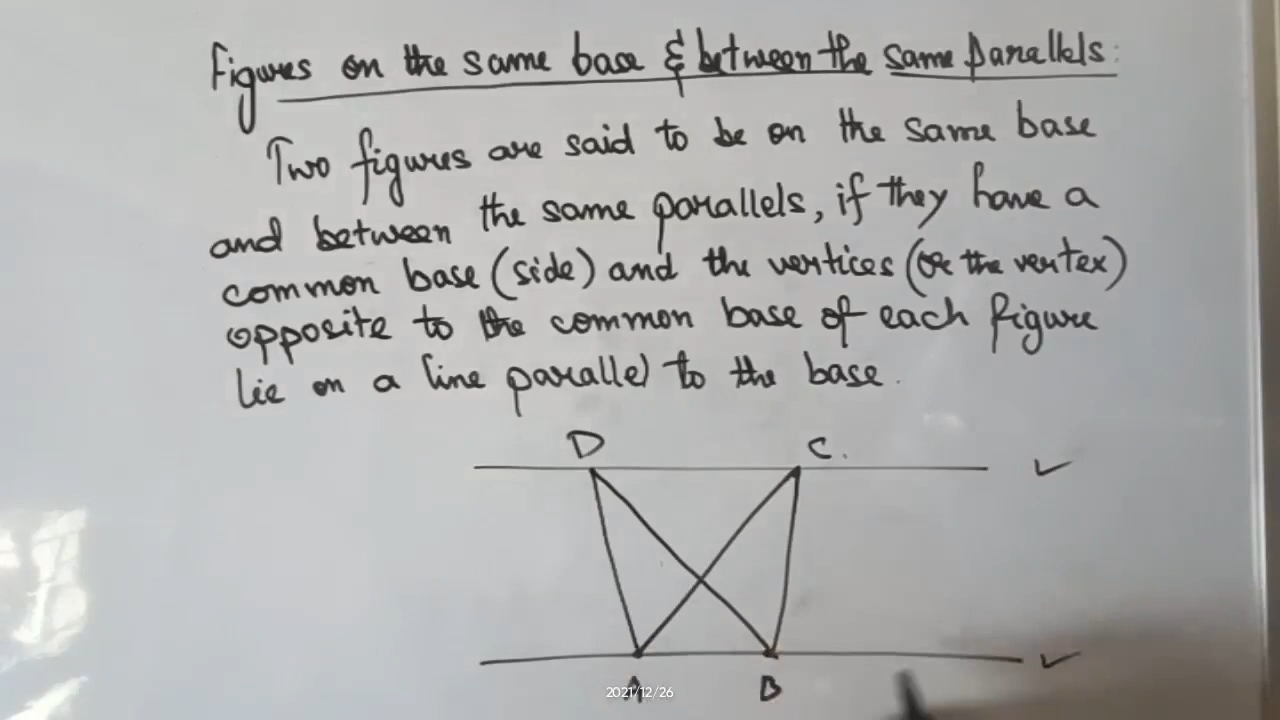 Figures on the same base & between the same parallels:
Two figures are said to be on the same base
and between the same parallels, if they have a
common base (side) and the vertices (or the vertex)
opposite to the common base of each figure
lie on a line parallel to the base.
D C.
A B
2021/12/26